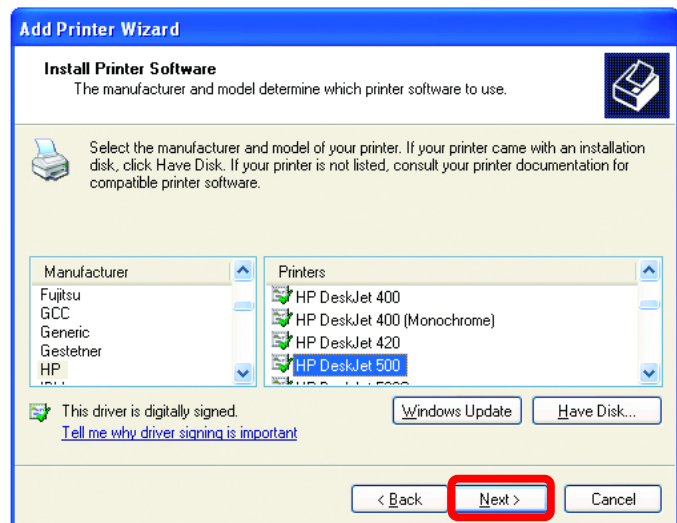 Add Printer Wizard
Install Printer Software
The manufacturer and model determine which printer software to use.
Select the manufacturer and model of your printer. If your printer came with an installation
disk, click Have Disk. If your printer is not listed, consult your printer documentation for
compatible printer software.
Manufacturer
Fujitsu
GCC
Generic
Gestetner
HP
Printers
HP DeskJet 400
HP DeskJet 400 (Monochrome)
HP DeskJet 420
HP DeskJet 500
This driver is digitally signed.
Tell me why driver signing is important
Windows Update
Have Disk...
< Back
Next >
Cancel